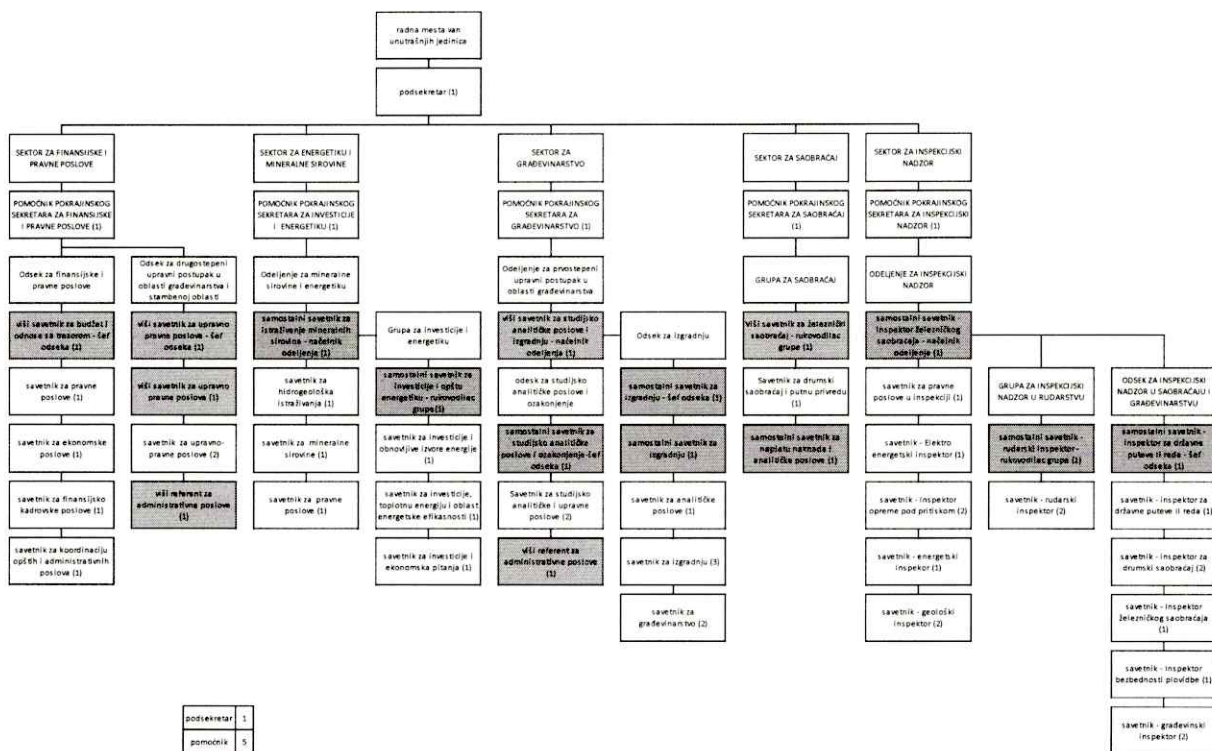 radna mesta van
unutrašnjih jedinica
podsekretar (1)
SEKTOR ZA FINANSIJSKE I
PRAVNE POSLOVE
POMOĆNIK POKRAJINSKOG
SEKRETARA ZA FINANSIJSKE
I PRAVNE POSLOVE (1)
Odsek za finansijske i
pravne poslove
viši savetnik za budžet i
odnose sa trezorom - šef
odseka (1)
savetnik za pravne
poslove (1)
savetnik za ekonomske
poslove (1)
savetnik za finansijsko
kadrovske poslove (1)
savetnik za koordinaciju
opštih i administrativnih
poslova (1)
Odsek za drugostepeni
upravni postupak u
oblasti građevinarstva i
stambenoj oblasti
viši savetnik za upravno
pravne poslova - šef
odseka (1)
viši savetnik za upravno
pravne poslova (1)
savetnik za upravno-
pravne poslove (2)
viši referent za
administrativne poslove
(1)
SEKTOR ZA ENERGETIKU I
MINERALNE SIROVINE
POMOĆNIK POKRAJINSKOG
SEKRETARA ZA INVESTICIJE
I ENERGETIKU (1)
Odeljenje za mineralne
sirovine i energetiku
samostalni savetnik za
istraživanje mineralnih
sirovina - načelnik
odeljenja (1)
savetnik za
hidrogeološka
istraživanja (1)
savetnik za mineralne
sirovine (1)
savetnik za pravne
poslove (1)
Grupa za investicije i
energetiku
samostalni savetnik za
investicije i opštu
energetiku - rukovodilac
grupe(1)
savetnik za investicije i
obnovljive izvore energije
(1)
savetnik za investicije,
toplotnu energiju i oblast
energetske efikasnosti (1)
savetnik za investicije i
ekonomska pitanja (1)
SEKTOR ZA
GRAĐEVINARSTVO
POMOĆNIK POKRAJINSKOG
SEKRETARA ZA
GRAĐEVINARSTVO (1)
Odeljenje za prvostepeni
upravni postupak u
oblasti građevinarstva
viši savetnik za studijsko
analitičke poslove i
izgradnju - načelnik
odeljenja (1)
odesk za studijsko
analitičke poslove i
ozakonjenje
samostalni savetnik za
studijsko analitičke
poslove i ozakonjenje-šef
odseka (1)
Savetnik za studijsko
analitičke i upravne
poslove (2)
viši referent za
administrativne poslove
(1)
Odsek za izgradnju
samostalni savetnik za
izgradnju - šef odseka (1)
samostalni savetnik za
izgradnju (1)
savetnik za analitičke
poslove (1)
savetnik za izgradnju (3)
savetnik za
građevinarstvo (2)
SEKTOR ZA SAOBRAĆAJ
POMOĆNIK POKRAJINSKOG
SEKRETARA ZA SAOBRAĆAJ
(1)
GRUPA ZA SAOBRAĆAJ
Viši savetnik za železnički
saobraćaj - rukovodilac
grupe (1)
Savetnik za drumski
saobraćaj i putnu privredu
(1)
samostalni savetnik za
naplatu naknada i
analitičke poslove (1)
SEKTOR ZA INSPEKCIJSKI
NADZOR
POMOĆNIK POKRAJINSKOG
SEKRETARA ZA INSPEKCIJSKI
NADZOR (1)
ODELJENJE ZA INSPEKCIJSKI
NADZOR
samostalni savetnik -
inspektor železničkog
saobraćaja - načelnik
odeljenja (1)
savetnik za pravne
poslove u inspekciji (1)
savetnik - Elektro
energetski inspektor (1)
savetnik - inspektor
opreme pod pritiskom (2)
savetnik - energetski
inspekor (1)
savetnik - geološki
inspektor (2)
GRUPA ZA INSPEKCIJSKI
NADZOR U RUDARSTVU
samostalni savetnik -
rudarski inspektor-
rukovodilac grupa (1)
savetnik - rudarski
inspektor (2)
ODSEK ZA INSPEKCIJSKI
NADZOR U SAOBRAĆAJU I
GRAĐEVINARSTVU
samostalni savetnik -
inspektor za državne
puteve II reda - šef
odseka (1)
savetnik - inspektor za
državne puteve II reda (1)
savetnik - inspektor za
drumski saobraćaj (2)
savetnik - inspektor
železničkog saobraćaja
(1)
savetnik - inspektor
bezbednosti plovidbe (1)
savetnik - građevinski
inspektor (2)
podsekretar 1
pomoćnik 5